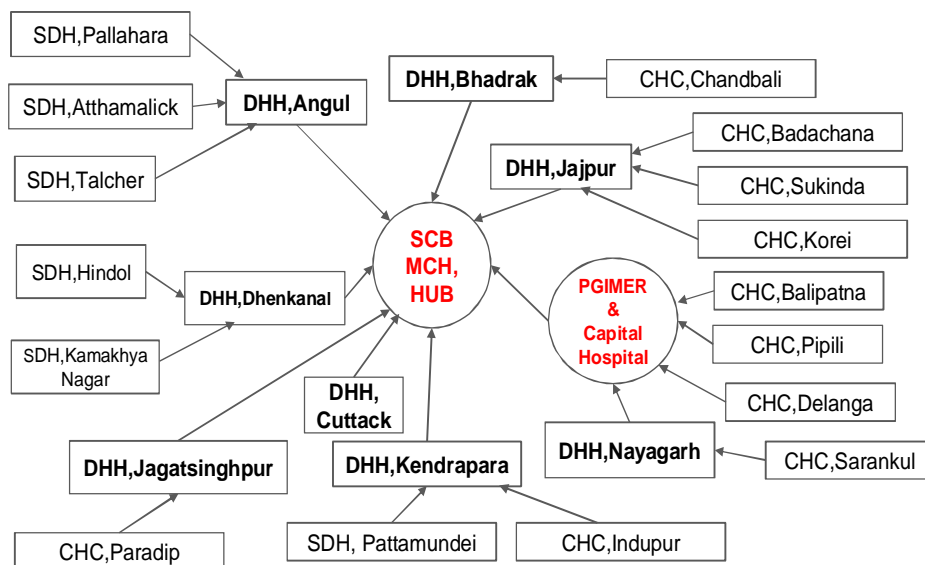 SDH,Pallahara
DHH,Bhadrak
CHC,Chandbali
SDH,Atthamalick
DHH,Angul
CHC,Badachana
SDH,Talcher
DHH,Jajpur
CHC,Sukinda
CHC,Korei
SCB
MCH,
HUB
SDH,Hindol
DHH,Dhenkanal
PGIMER
&
Capital
Hospital
CHC,Balipatna
CHC,Pipili
SDH,Kamakhya
Nagar
DHH,
Cuttack
CHC,Delanga
DHH,Jagatsinghpur
DHH,Kendrapara
DHH,Nayagarh
CHC,Sarankul
CHC,Paradip
SDH, Pattamundei
CHC,Indupur